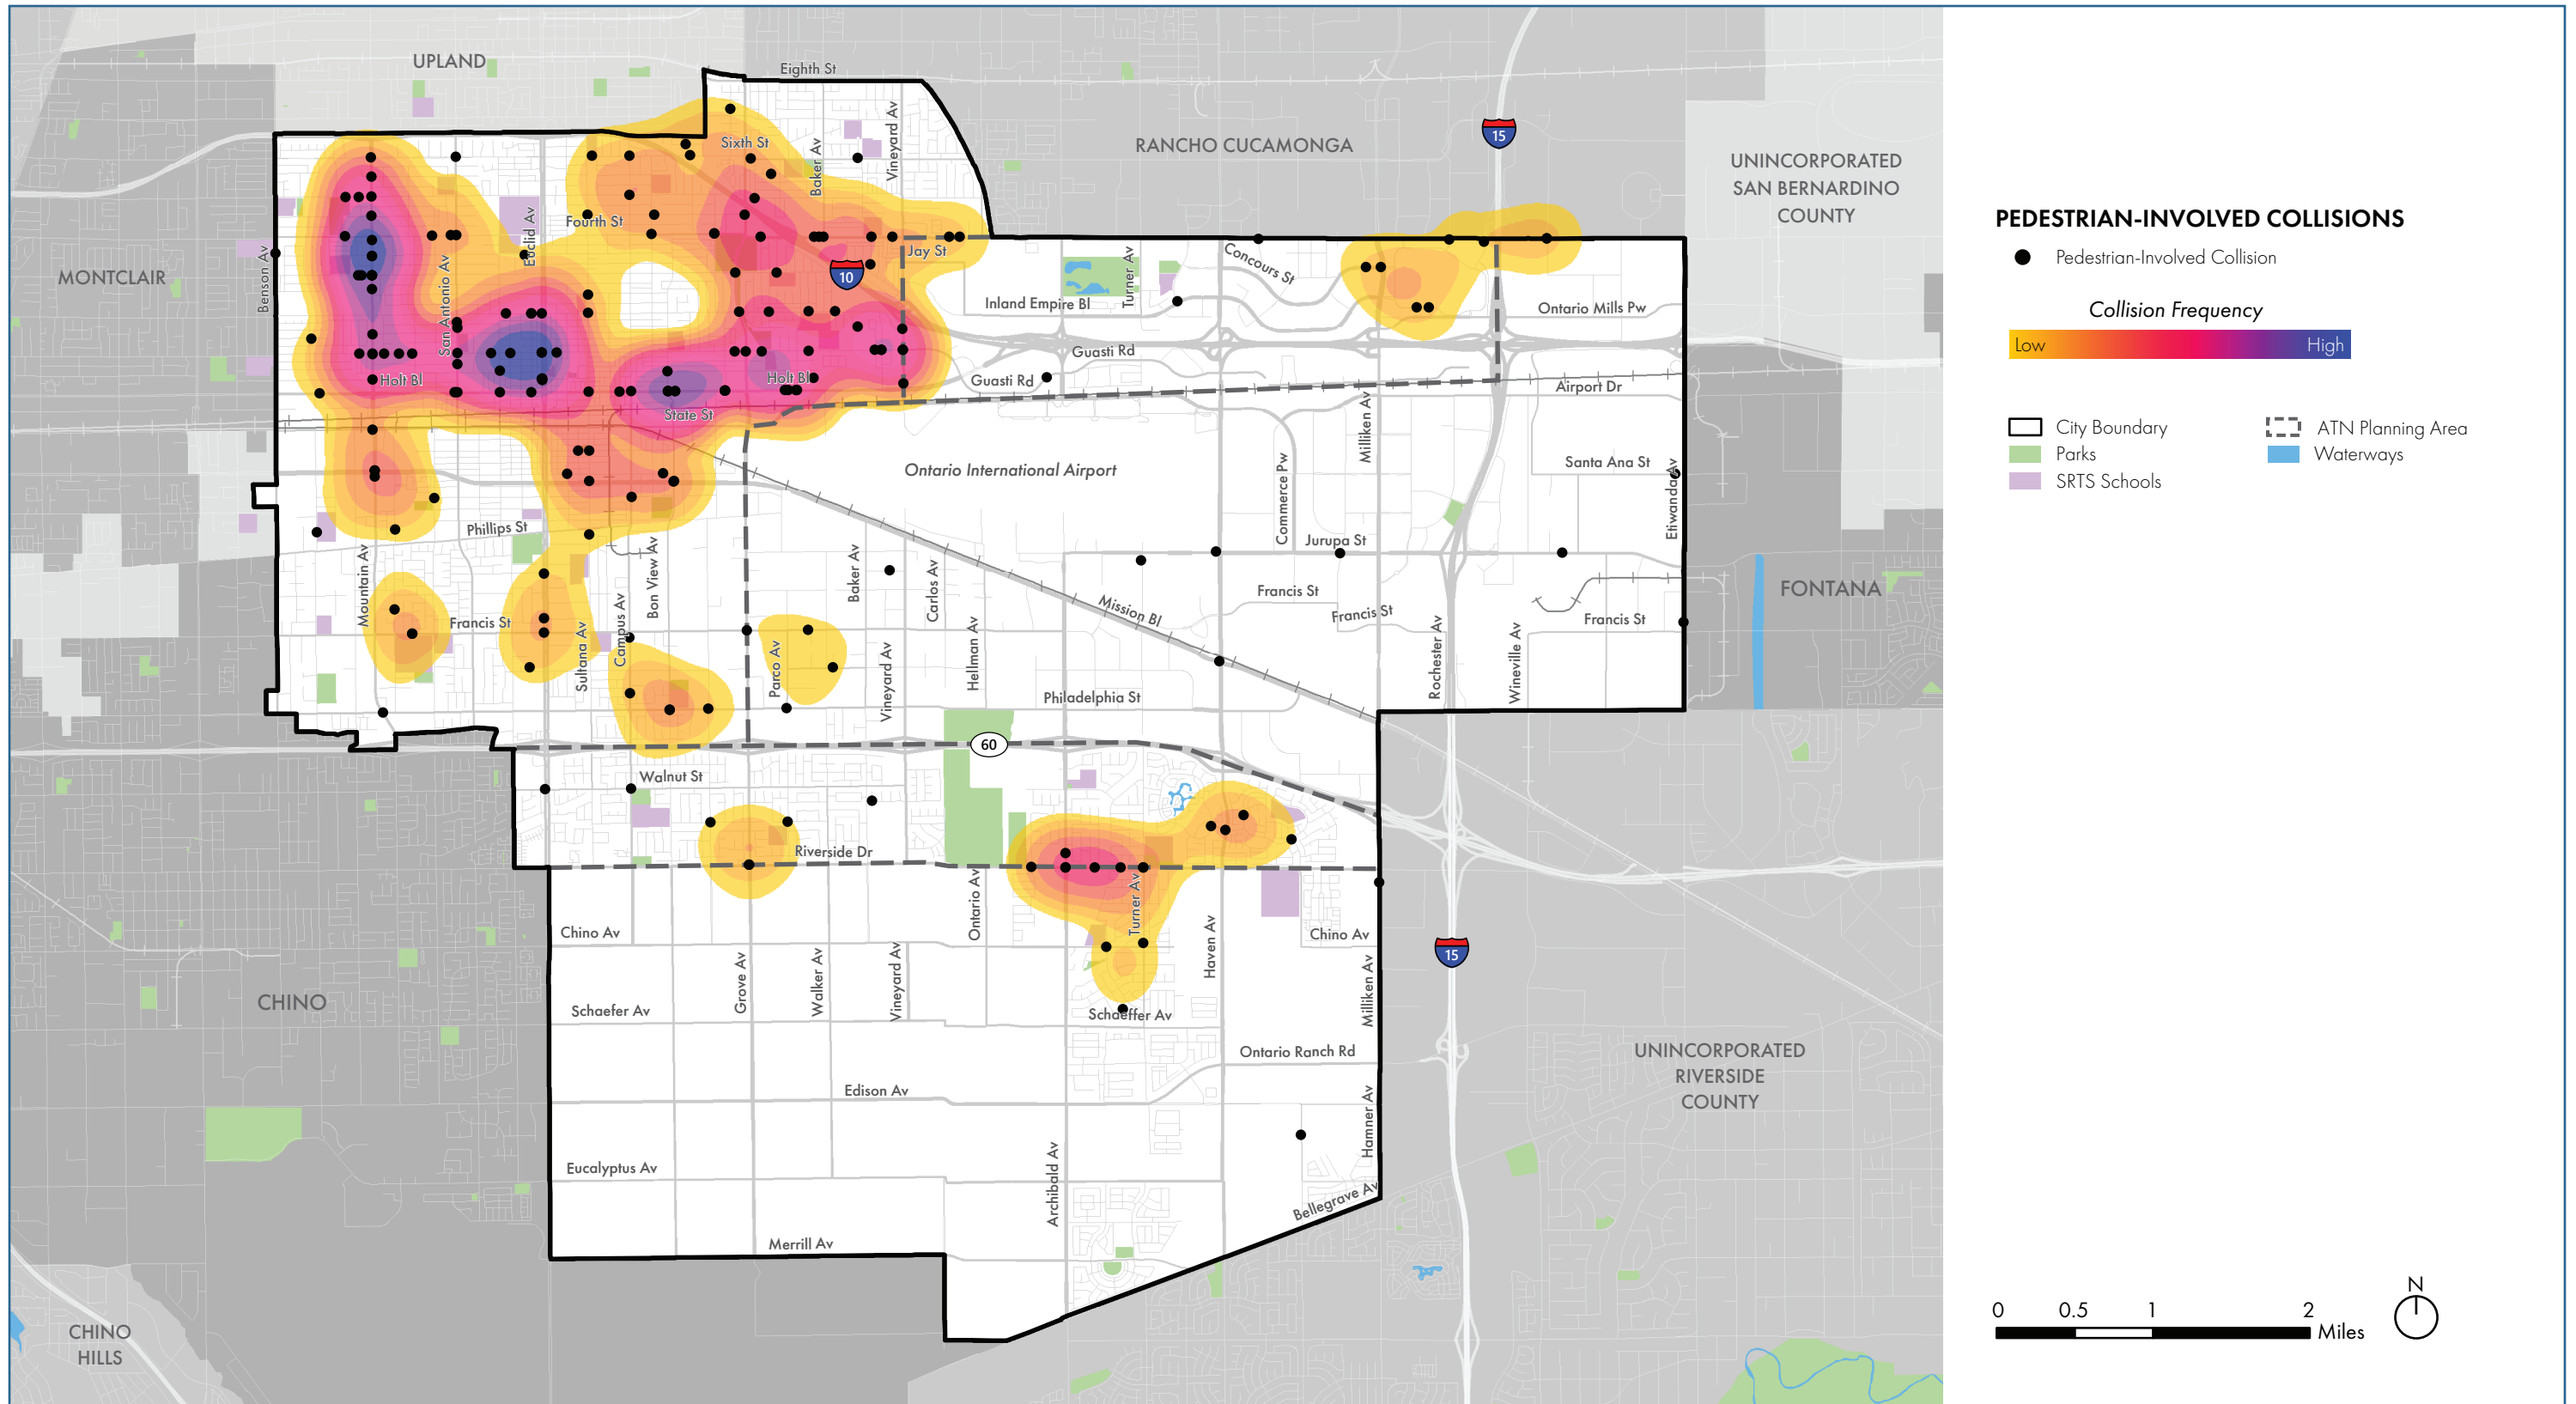 UPLAND
Eighth St
Sixth St
Baker Av
Vineyard Av
RANCHO CUCAMONGA
15
UNINCORPORATED
SAN BERNARDINO
COUNTY
MONTCLAIR
Benson Av
San Antonio Av
Euclid Av
Fourth St
10
Jay St
Inland Empire Bl
Turner Av
Concours St
Ontario Mills Pw
Guasti Rd
Guasti Rd
Airport Dr
Holt Bl
Holt Bl
State St
Ontario International Airport
Milliken Av
Commerce Pw
Santa Ana St
Etiwanda Av
Phillips St
Jurupa St
Mountain Av
Francis St
Sultana Av
Campus Av
Bon View Av
Parco Av
Baker Av
Vineyard Av
Carlos Av
Hellman Av
Mission Bl
Francis St
Francis St
Francis St
Rochester Av
Wineville Av
FONTANA
Philadelphia St
60
Walnut St
Riverside Dr
Ontario Av
Turner Av
Haven Av
Chino Av
Chino Av
15
CHINO
Grove Av
Walker Av
Vineyard Av
Milliken Av
Schaefer Av
Schaeffer Av
Ontario Ranch Rd
Edison Av
UNINCORPORATED
RIVERSIDE
COUNTY
Hamner Av
Eucalyptus Av
Archibald Av
Bellegrave Av
Merrill Av
CHINO
HILLS
PEDESTRIAN-INVOLVED COLLISIONS
Pedestrian-Involved Collision
Collision Frequency
Low High
City Boundary
Parks
SRTS Schools
ATN Planning Area
Waterways
0 0.5 1 2
Miles
N